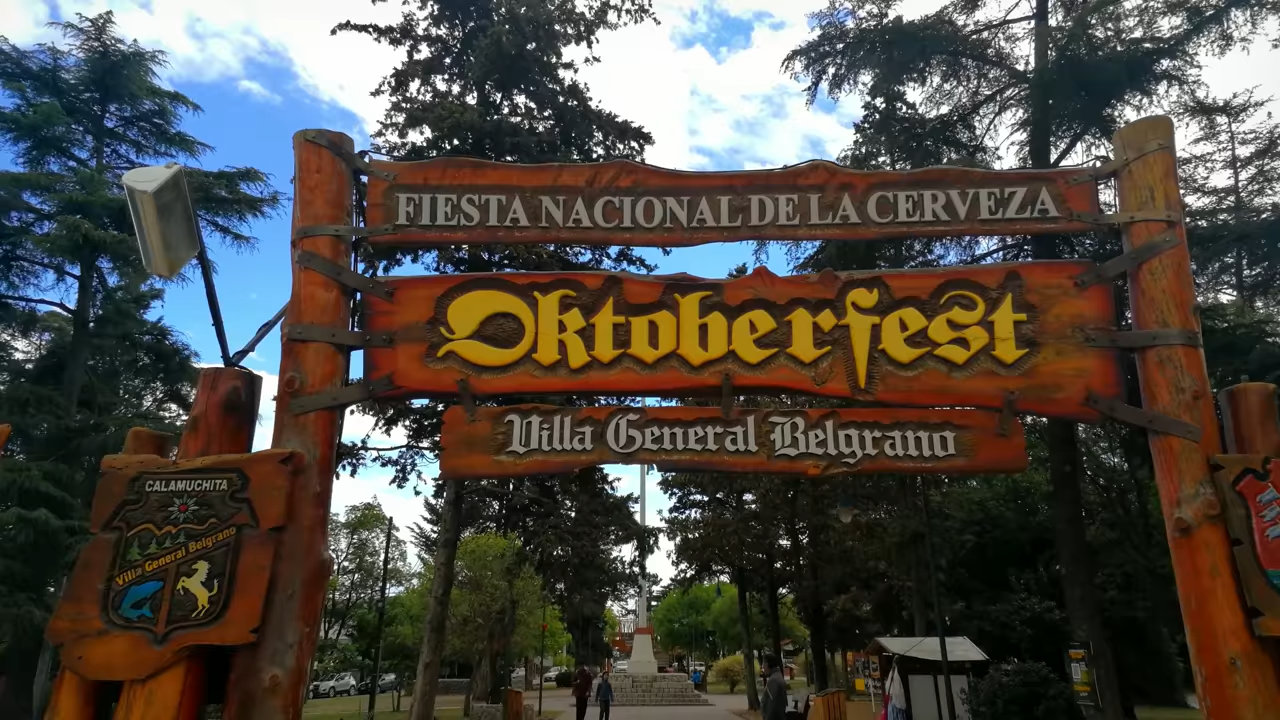 FIESTA NACIONAL DE LA CERVEZA
Oktoberfest
Villa General Belgrano
CALAMUCHITA
Villa General Belgrano